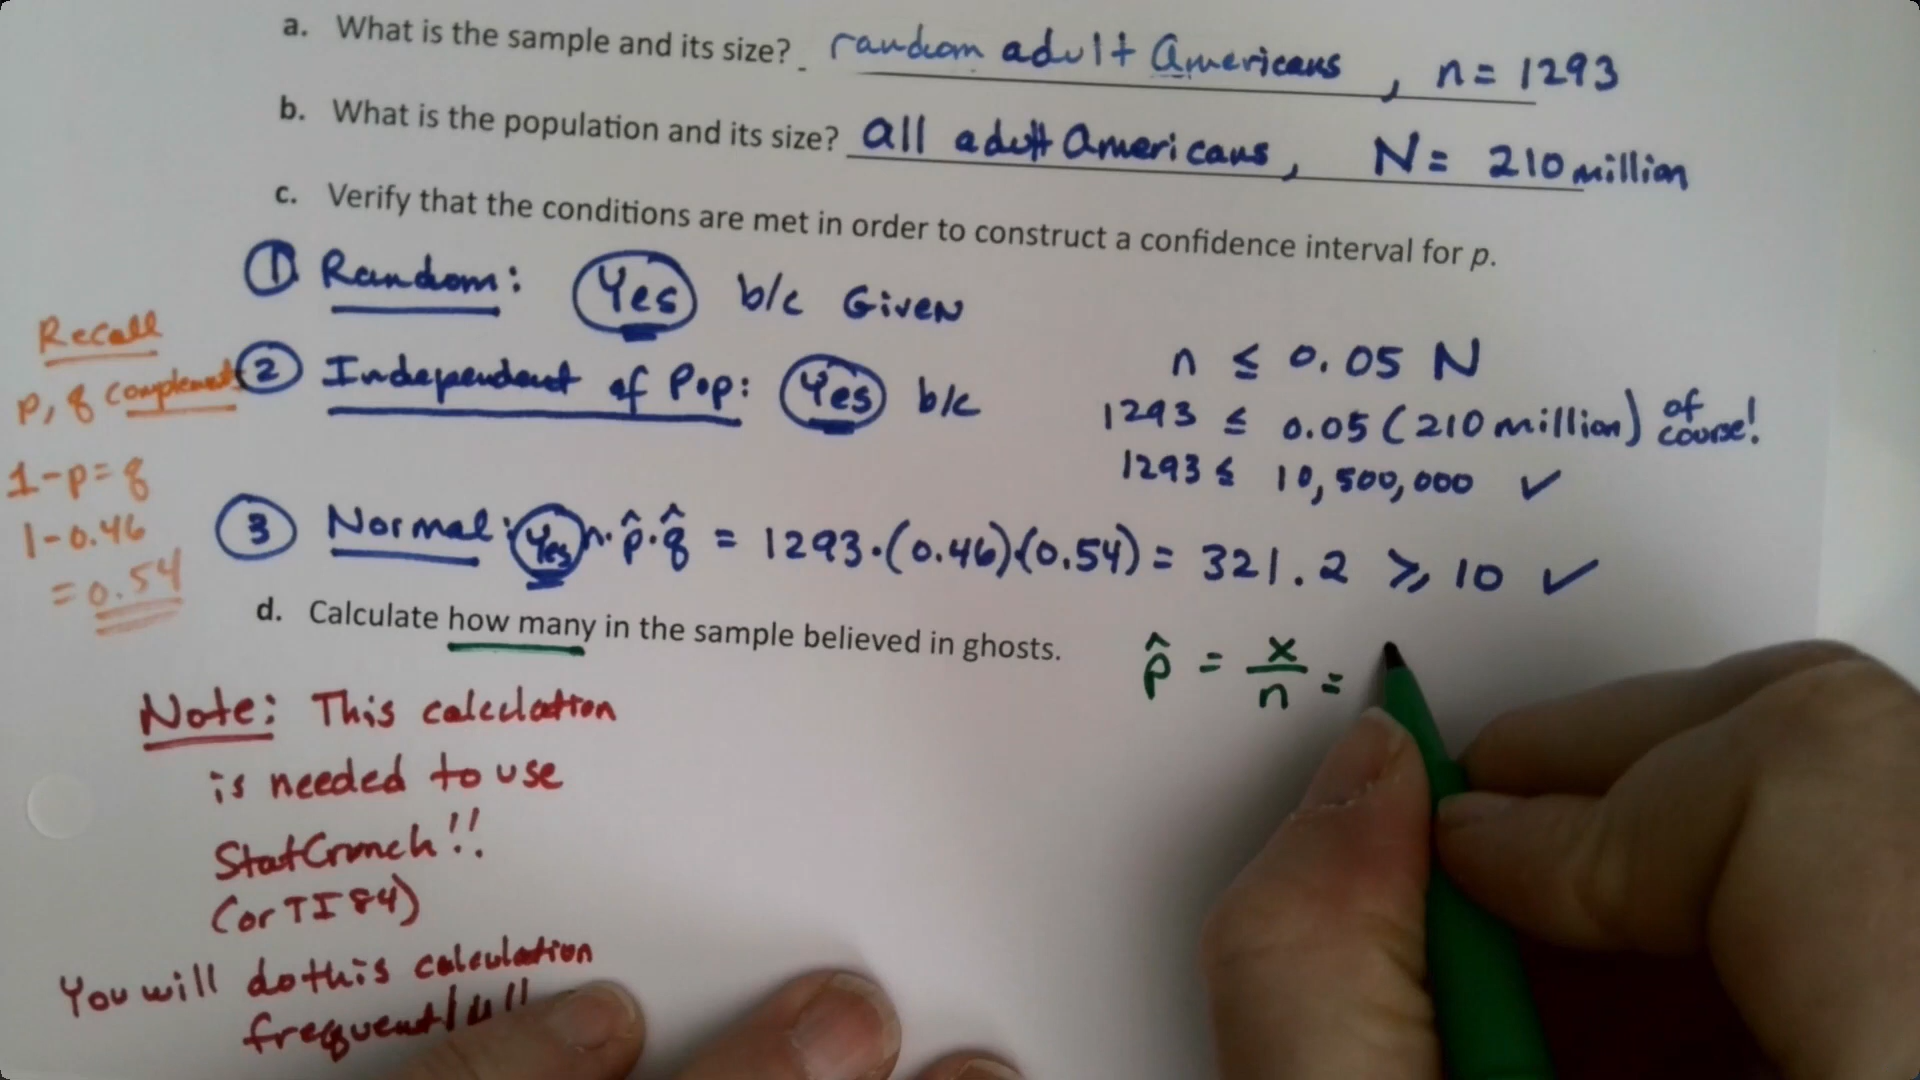 a. What is the sample and its size? random adult Americans, n = 1293
b. What is the population and its size? all adult Americans, N = 210 million
c. Verify that the conditions are met in order to construct a confidence interval for p.
① Random: Yes b/c Given
② Independent of Pop: Yes b/c
n ≤ 0.05 N
1293 ≤ 0.05 (210 million) of course!
1293 ≤ 10,500,000 ✓
Recall
p, q complement
1-p=q
1-0.46
= 0.54
③ Normal: Yes n·p̂·q̂ = 1293·(0.46)(0.54) = 321.2 ≥ 10 ✓
d. Calculate how many in the sample believed in ghosts.
p̂ = x/n =
Note: This calculation
is needed to use
StatCrunch!!
(or TI84)
You will do this calculation
frequently!!